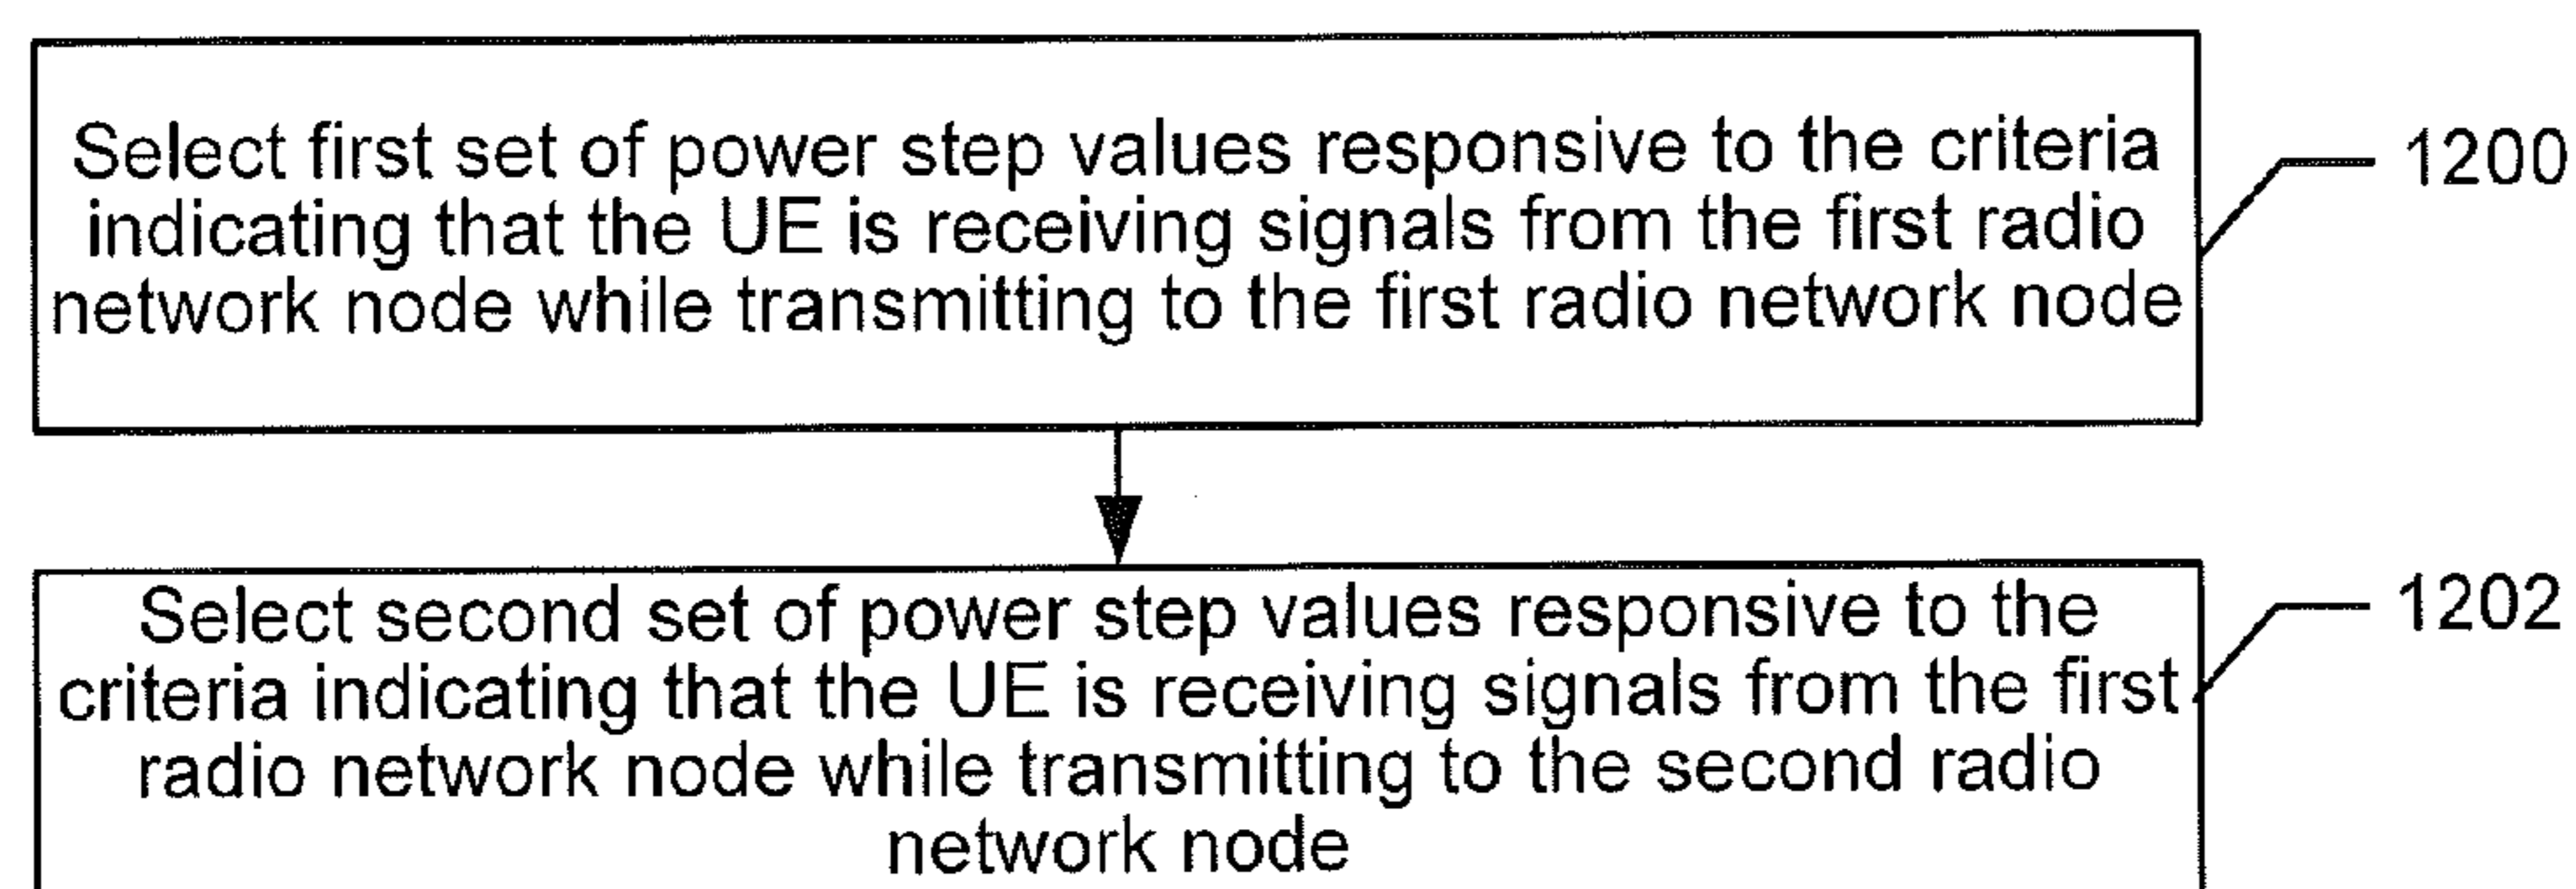 Select first set of power step values responsive to the criteria
indicating that the UE is receiving signals from the first radio
network node while transmitting to the first radio network node
1200
Select second set of power step values responsive to the
criteria indicating that the UE is receiving signals from the first
radio network node while transmitting to the second radio
network node
1202